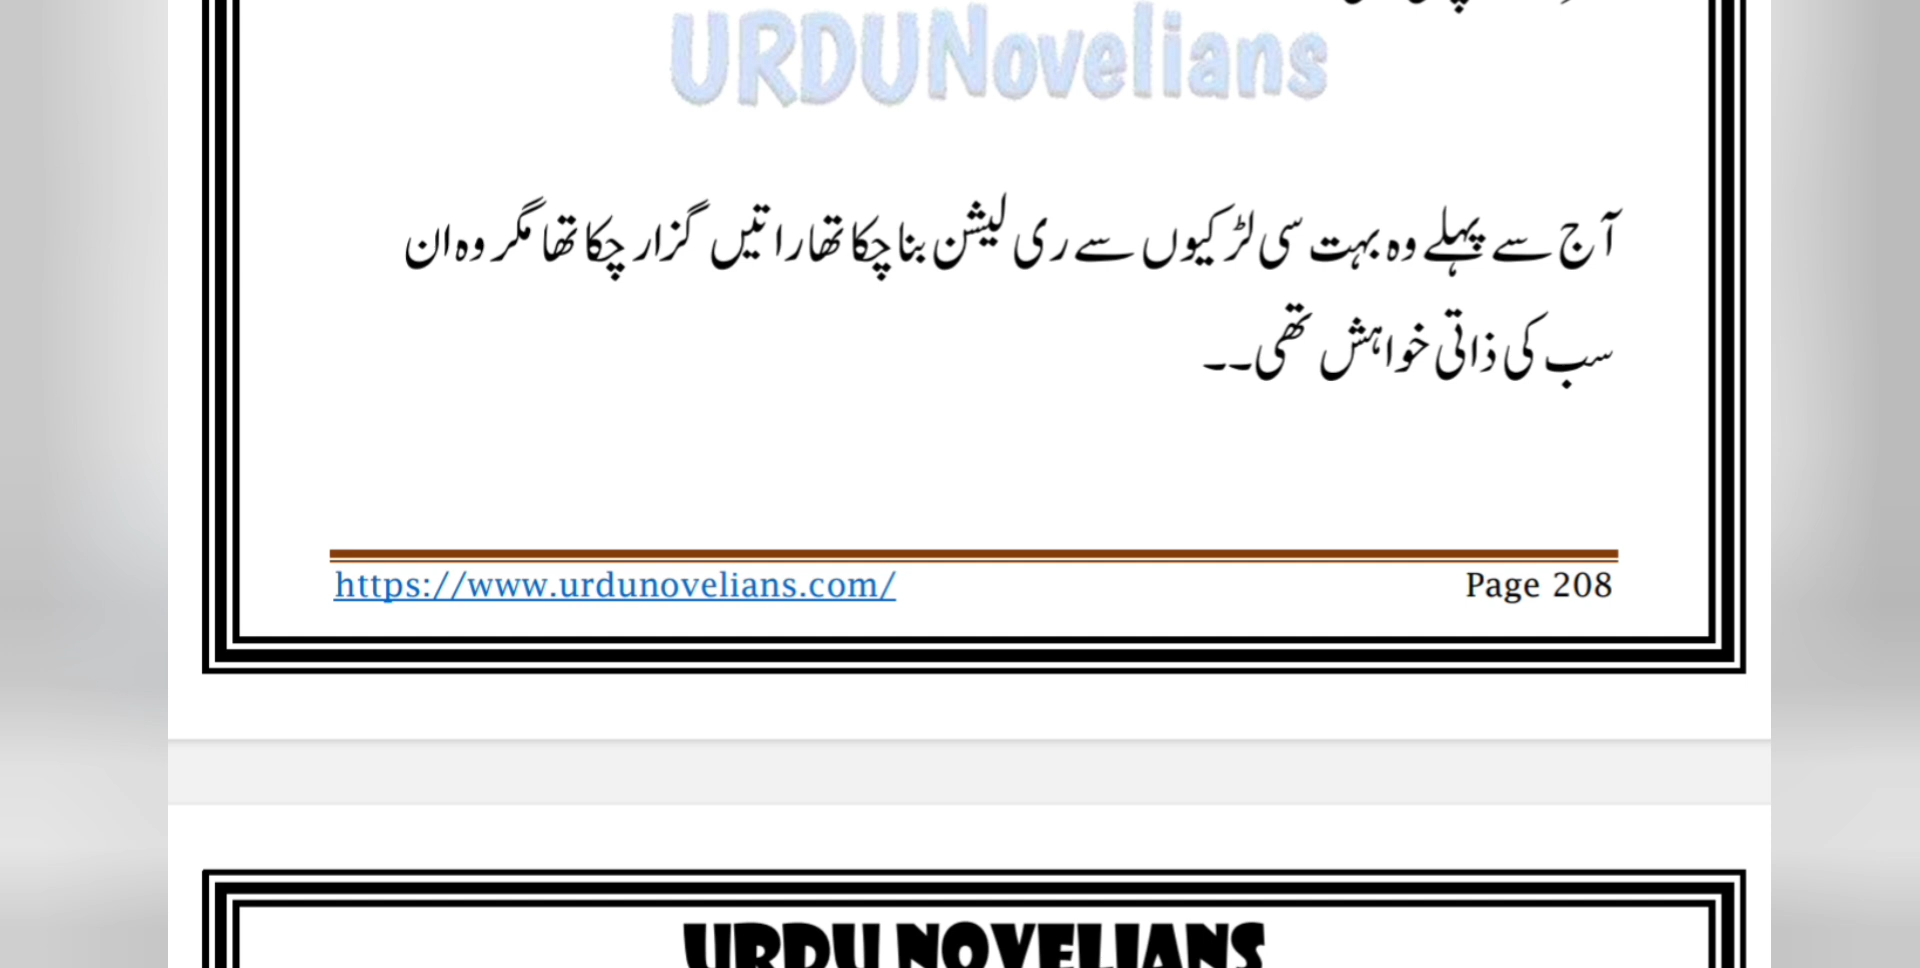 URDUNovelians
آج سے پہلے وہ بہت سی لڑکیوں سے ری لیشن بنا چکا تھا راتیں گزار چکا تھا مگر وہ ان
سب کی ذاتی خواہش تھی۔۔
https://www.urdunovelians.com/ Page 208
URDU NOVELIANS